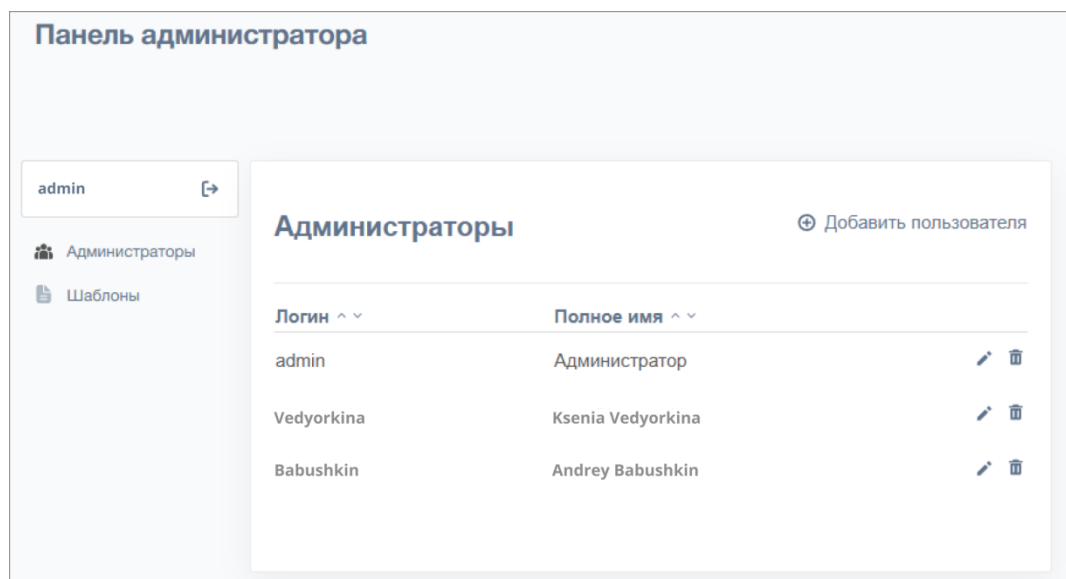 Панель администратора
admin
Администраторы
Шаблоны
Администраторы
Добавить пользователя
Логин Полное имя
admin Администратор
Vedyorkina Ksenia Vedyorkina
Babushkin Andrey Babushkin